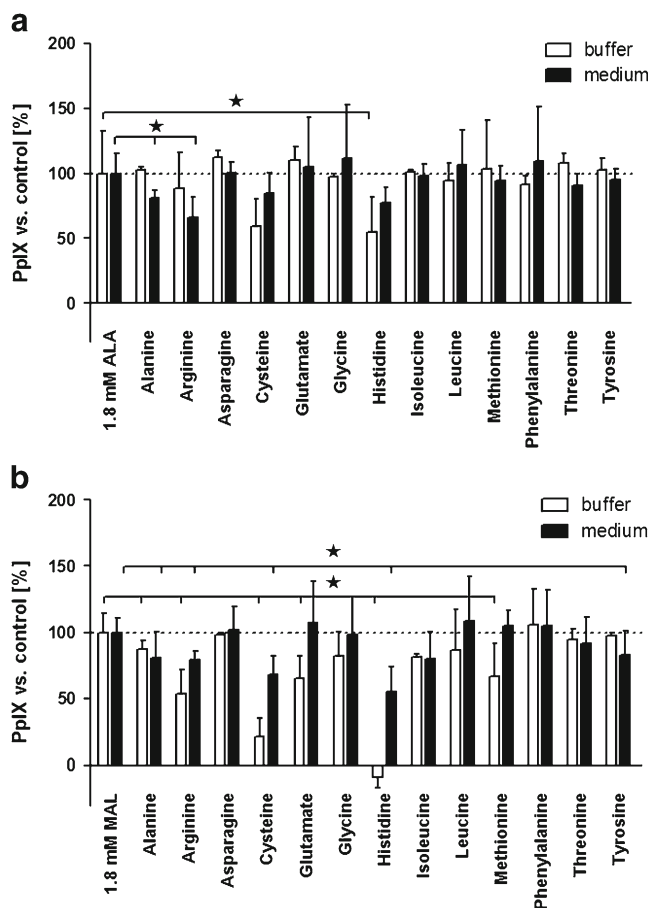 a
200
buffer
medium
★
150
★
100
50
0
PpIX vs. control [%]
1.8 mM ALA
Alanine
Arginine
Asparagine
Cysteine
Glutamate
Glycine
Histidine
Isoleucine
Leucine
Methionine
Phenylalanine
Threonine
Tyrosine
b
200
buffer
medium
★
150
★
100
50
0
PpIX vs. control [%]
1.8 mM MAL
Alanine
Arginine
Asparagine
Cysteine
Glutamate
Glycine
Histidine
Isoleucine
Leucine
Methionine
Phenylalanine
Threonine
Tyrosine